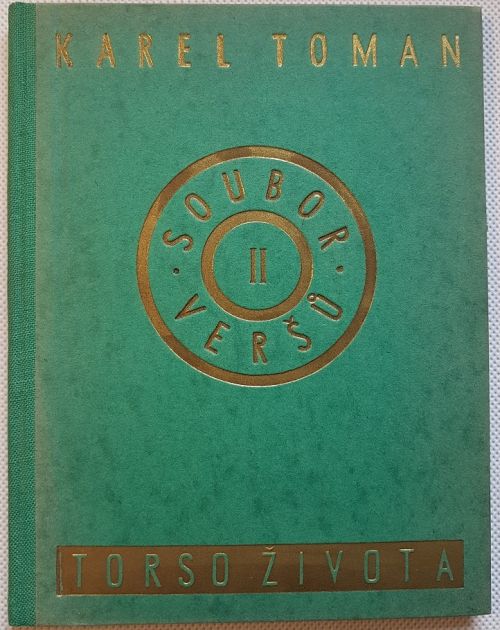 KAREL TOMAN
SOUBOR
II
VERŠŮ
TORSO ŽIVOTA